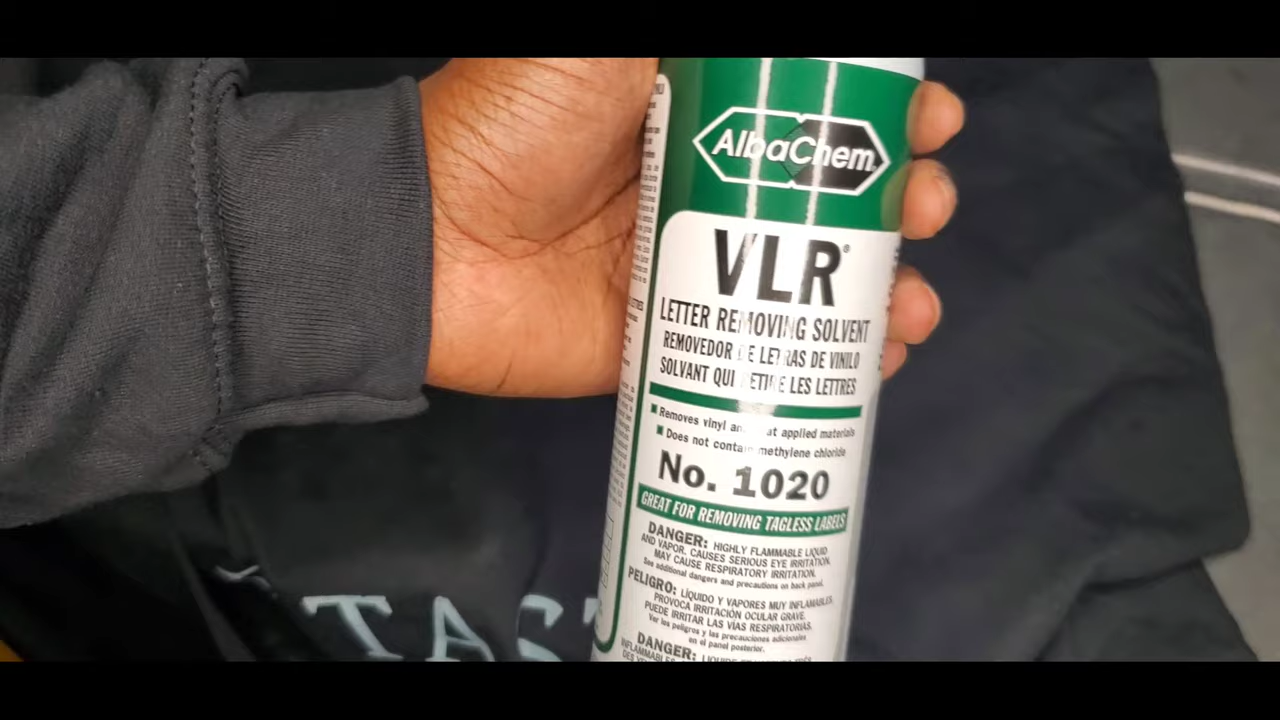 AlbaChem
VLR®
LETTER REMOVING SOLVENT
REMOVEDOR DE LETRAS DE VINILO
SOLVANT QUI RETIRE LES LETTRES
Removes vinyl an at applied materials
Does not contain methylene chloride
No. 1020
GREAT FOR REMOVING TAGLESS LABELS
DANGER: HIGHLY FLAMMABLE LIQUID
AND VAPOR. CAUSES SERIOUS EYE IRRITATION.
MAY CAUSE RESPIRATORY IRRITATION.
See additional dangers and precautions on back panel.
PELIGRO: LÍQUIDO Y VAPORES MUY INFLAMABLES.
PROVOCA IRRITACIÓN OCULAR GRAVE.
PUEDE IRRITAR LAS VÍAS RESPIRATORIAS.
Ver los peligros y las precauciones adicionales
en el panel posterior.
DANGER:
TAS